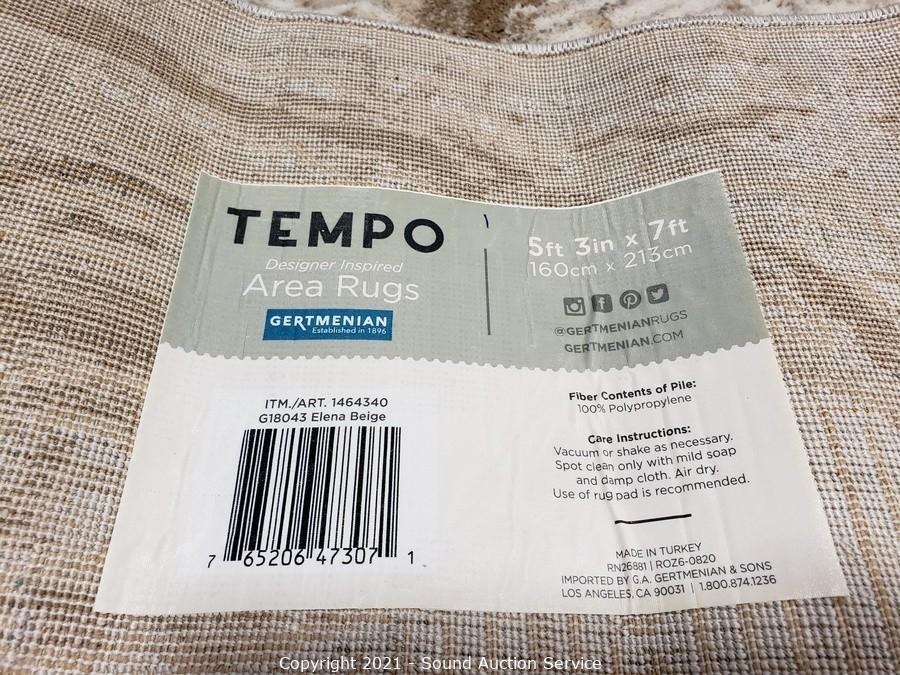 TEMPO
Designer Inspired
Area Rugs
GERTMENIAN
Established in 1896
5ft 3in x 7ft
160cm x 213cm
@GERTMENIANRUGS
GERTMENIAN.COM
ITM./ART. 1464340
G18043 Elena Beige
7 65206 47307 1
Fiber Contents of Pile:
100% Polypropylene
Care Instructions:
Vacuum or shake as necessary.
Spot clean only with mild soap
and damp cloth. Air dry.
Use of rug pad is recommended.
MADE IN TURKEY
RN26881 | ROZ6-0820
IMPORTED BY G.A. GERTMENIAN & SONS
LOS ANGELES, CA 90031 | 1.800.874.1236
Copyright 2021 - Sound Auction Service